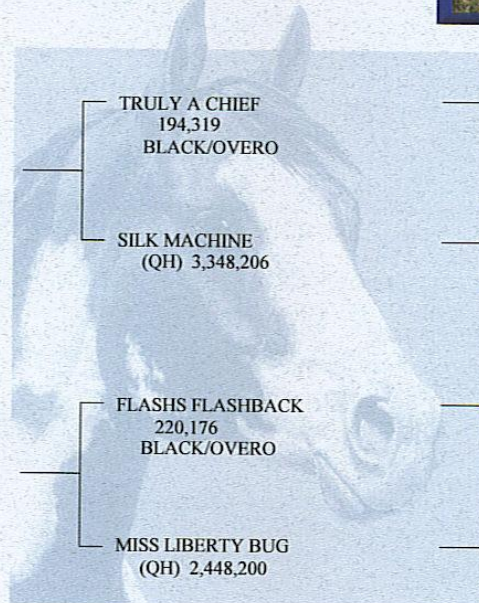 TRULY A CHIEF
194,319
BLACK/OVERO
SILK MACHINE
(QH) 3,348,206
FLASHS FLASHBACK
220,176
BLACK/OVERO
MISS LIBERTY BUG
(QH) 2,448,200